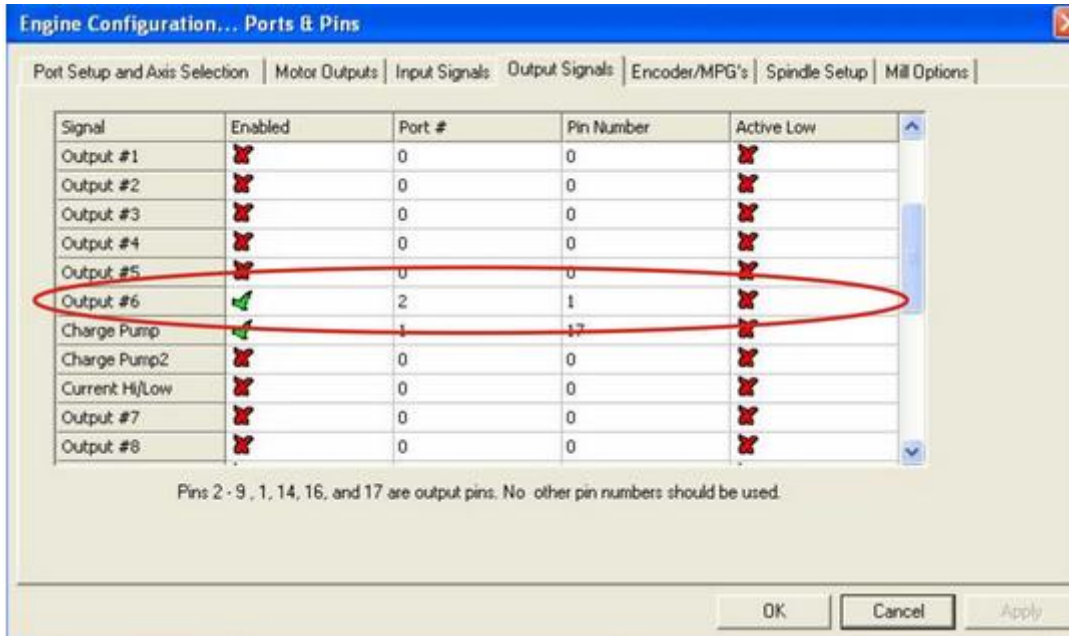 Engine Configuration... Ports & Pins
Port Setup and Axis Selection Motor Outputs Input Signals Output Signals Encoder/MPG's Spindle Setup Mill Options
Signal Enabled Port # Pin Number Active Low
Output #1 0 0
Output #2 0 0
Output #3 0 0
Output #4 0 0
Output #5 0 0
Output #6 2 1
Charge Pump 1 17
Charge Pump2 0 0
Current Hi/Low 0 0
Output #7 0 0
Output #8 0 0
Pins 2 - 9 , 1, 14, 16, and 17 are output pins. No other pin numbers should be used.
OK Cancel Apply